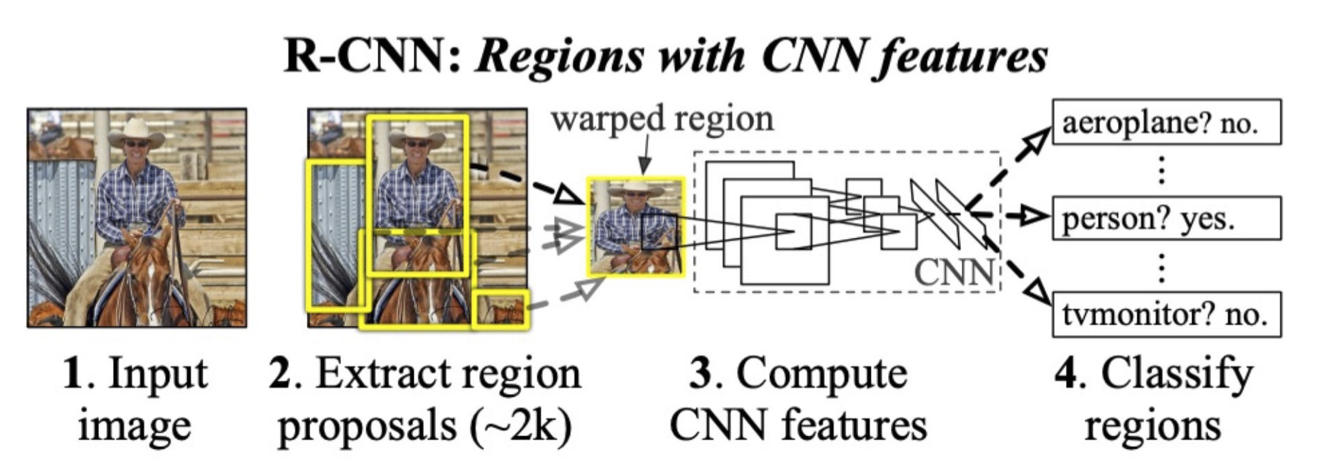 R-CNN: Regions with CNN features
warped region
aeroplane? no.
⋮
person? yes.
⋮
tvmonitor? no.
CNN
1. Input
image
2. Extract region
proposals (~2k)
3. Compute
CNN features
4. Classify
regions